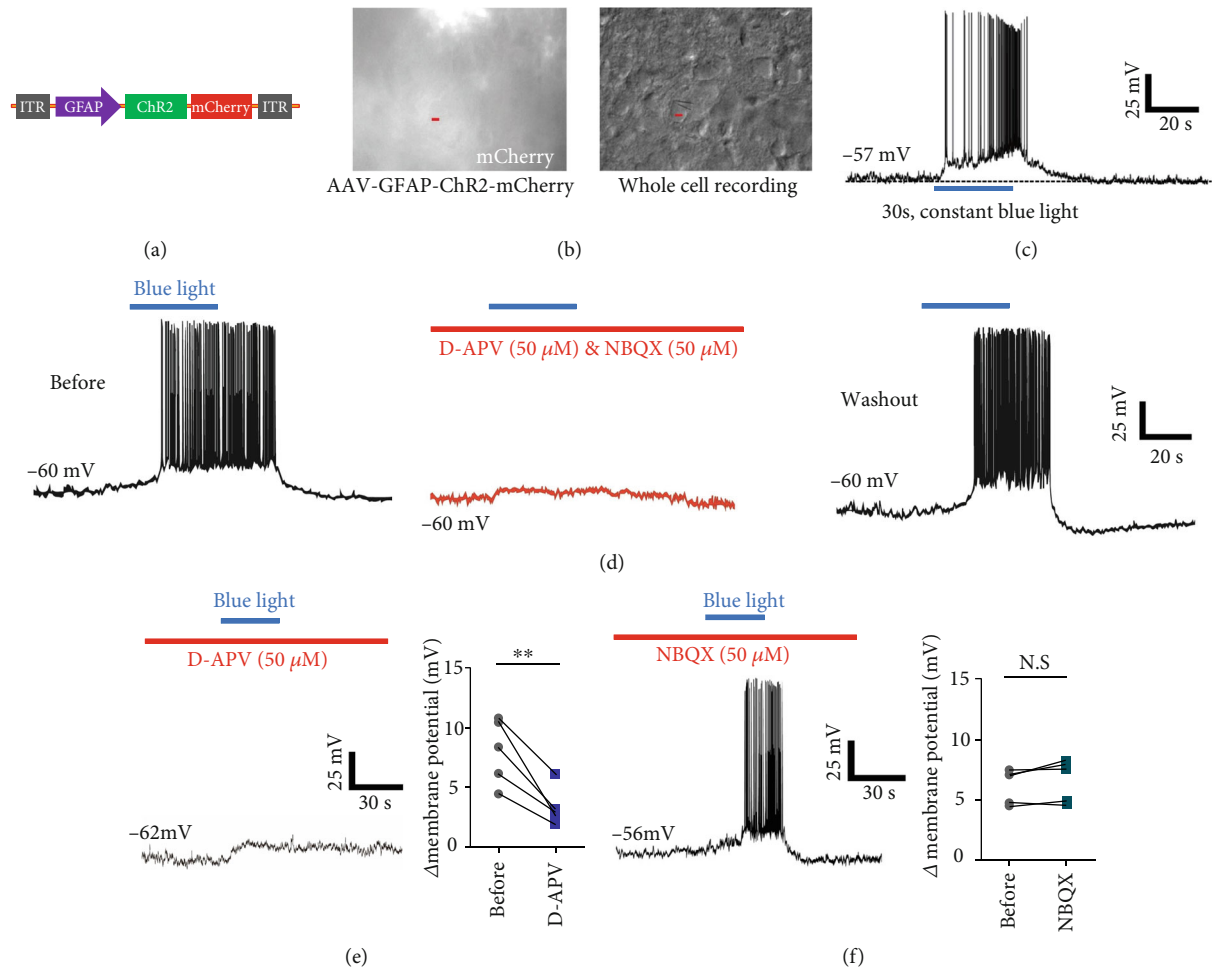 ITR GFAP ChR2 mCherry ITR
(a)
mCherry
AAV-GFAP-ChR2-mCherry
Whole cell recording
(b)
−57 mV
25 mV
20 s
30s, constant blue light
(c)
Blue light
Before
−60 mV
D-APV (50 μM) & NBQX (50 μM)
−60 mV
Washout
−60 mV
25 mV
20 s
(d)
Blue light
D-APV (50 μM)
25 mV
30 s
−62mV
Δmembrane potential (mV)
15
10
5
0
**
Before
D-APV
(e)
Blue light
NBQX (50 μM)
25 mV
30 s
−56mV
Δ membrane potential (mV)
15
10
5
0
N.S
Before
NBQX
(f)